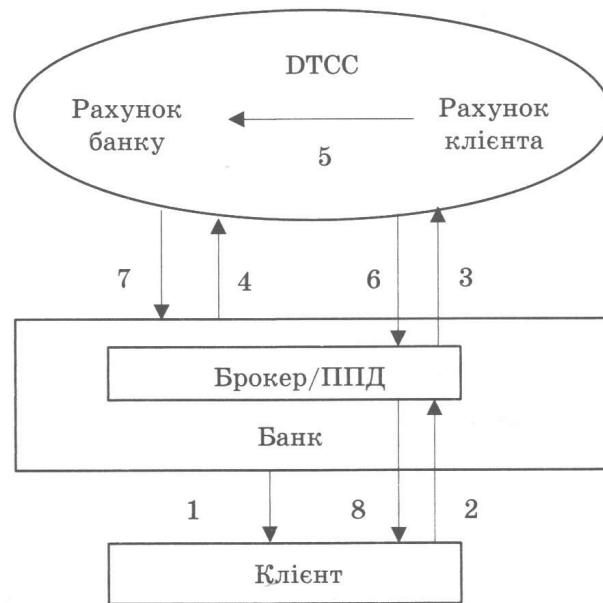 DTCC
Рахунок банку
Рахунок клієнта
5
7
4
6
3
Брокер/ППД
Банк
1
8
2
Клієнт